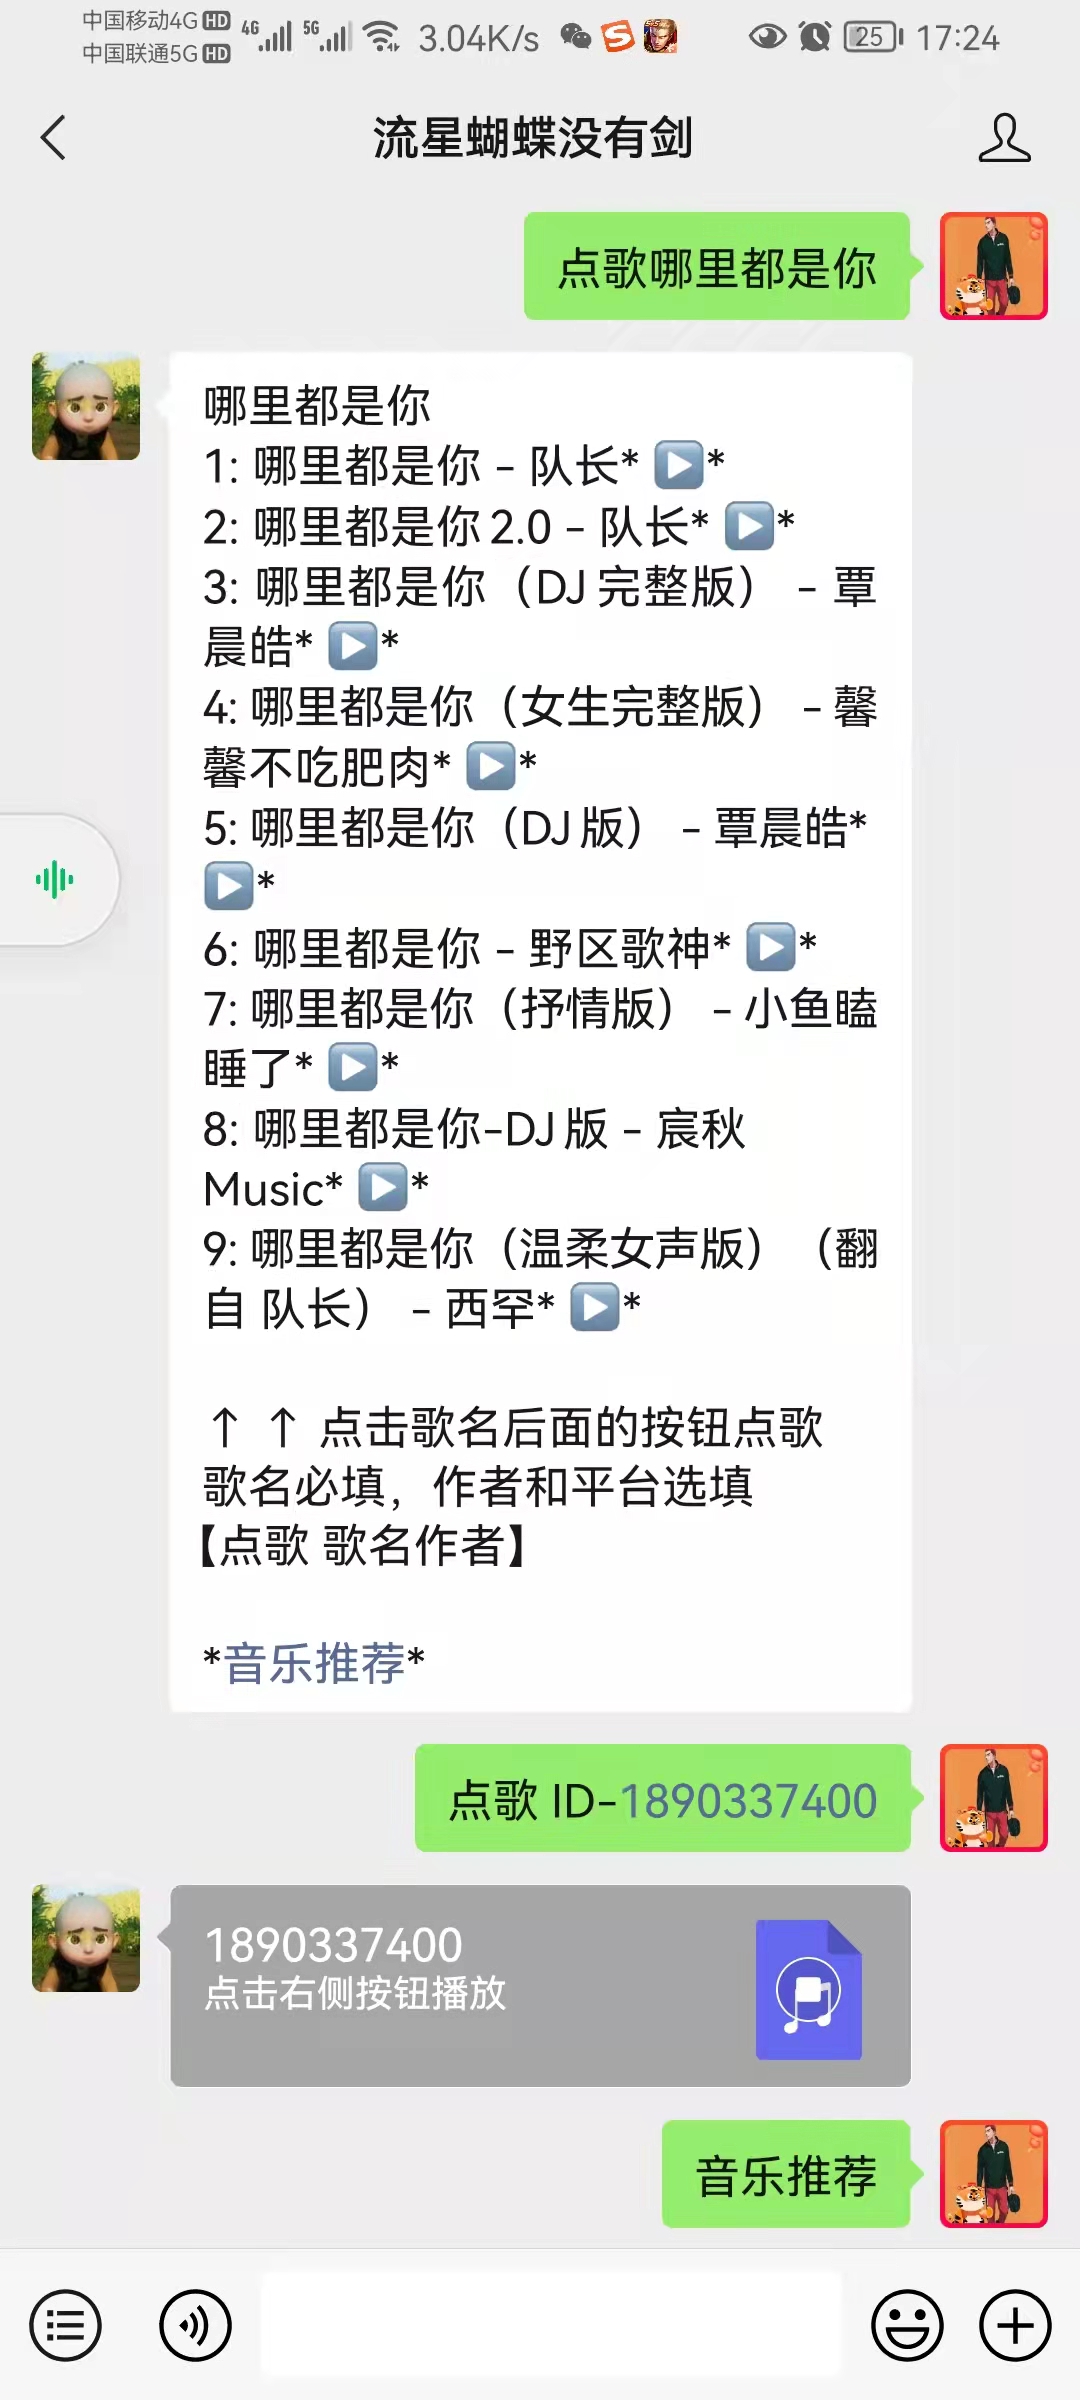 中国移动4G HD 4G 5G 3.04K/s 25 17:24
中国联通5G HD
流星蝴蝶没有剑
点歌哪里都是你
哪里都是你
1: 哪里都是你 - 队长* ▶️*
2: 哪里都是你 2.0 - 队长* ▶️*
3: 哪里都是你（DJ 完整版） - 覃
晨皓* ▶️*
4: 哪里都是你（女生完整版） - 馨
馨不吃肥肉* ▶️*
5: 哪里都是你（DJ 版） - 覃晨皓*
▶️*
6: 哪里都是你 - 野区歌神* ▶️*
7: 哪里都是你（抒情版） - 小鱼瞌
睡了* ▶️*
8: 哪里都是你-DJ 版 - 宸秋
Music* ▶️*
9: 哪里都是你（温柔女声版）（翻
自 队长） - 西罕* ▶️*
↑ ↑ 点击歌名后面的按钮点歌
歌名必填，作者和平台选填
【点歌 歌名作者】
*音乐推荐*
点歌 ID-1890337400
1890337400
点击右侧按钮播放
音乐推荐